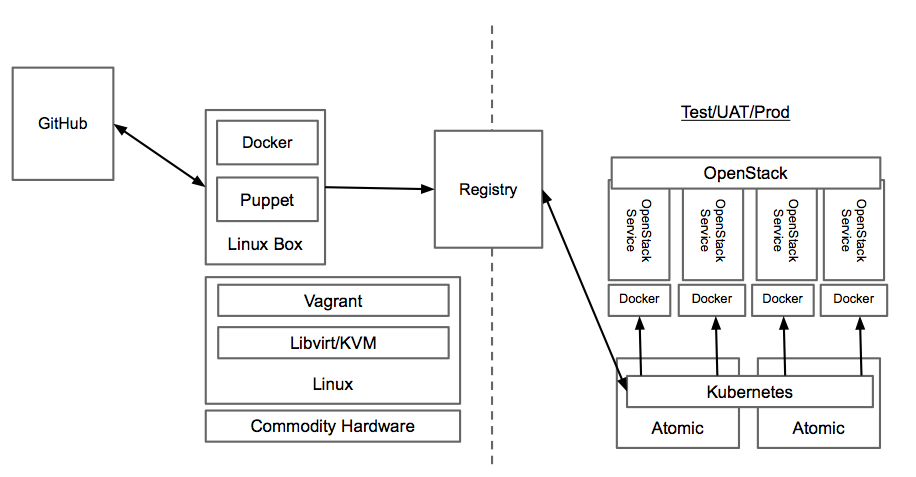 GitHub
Docker
Puppet
Linux Box
Vagrant
Libvirt/KVM
Linux
Commodity Hardware
Registry
Test/UAT/Prod
OpenStack
OpenStack
Service
OpenStack
Service
OpenStack
Service
OpenStack
Service
Docker
Docker
Docker
Docker
Kubernetes
Atomic
Atomic